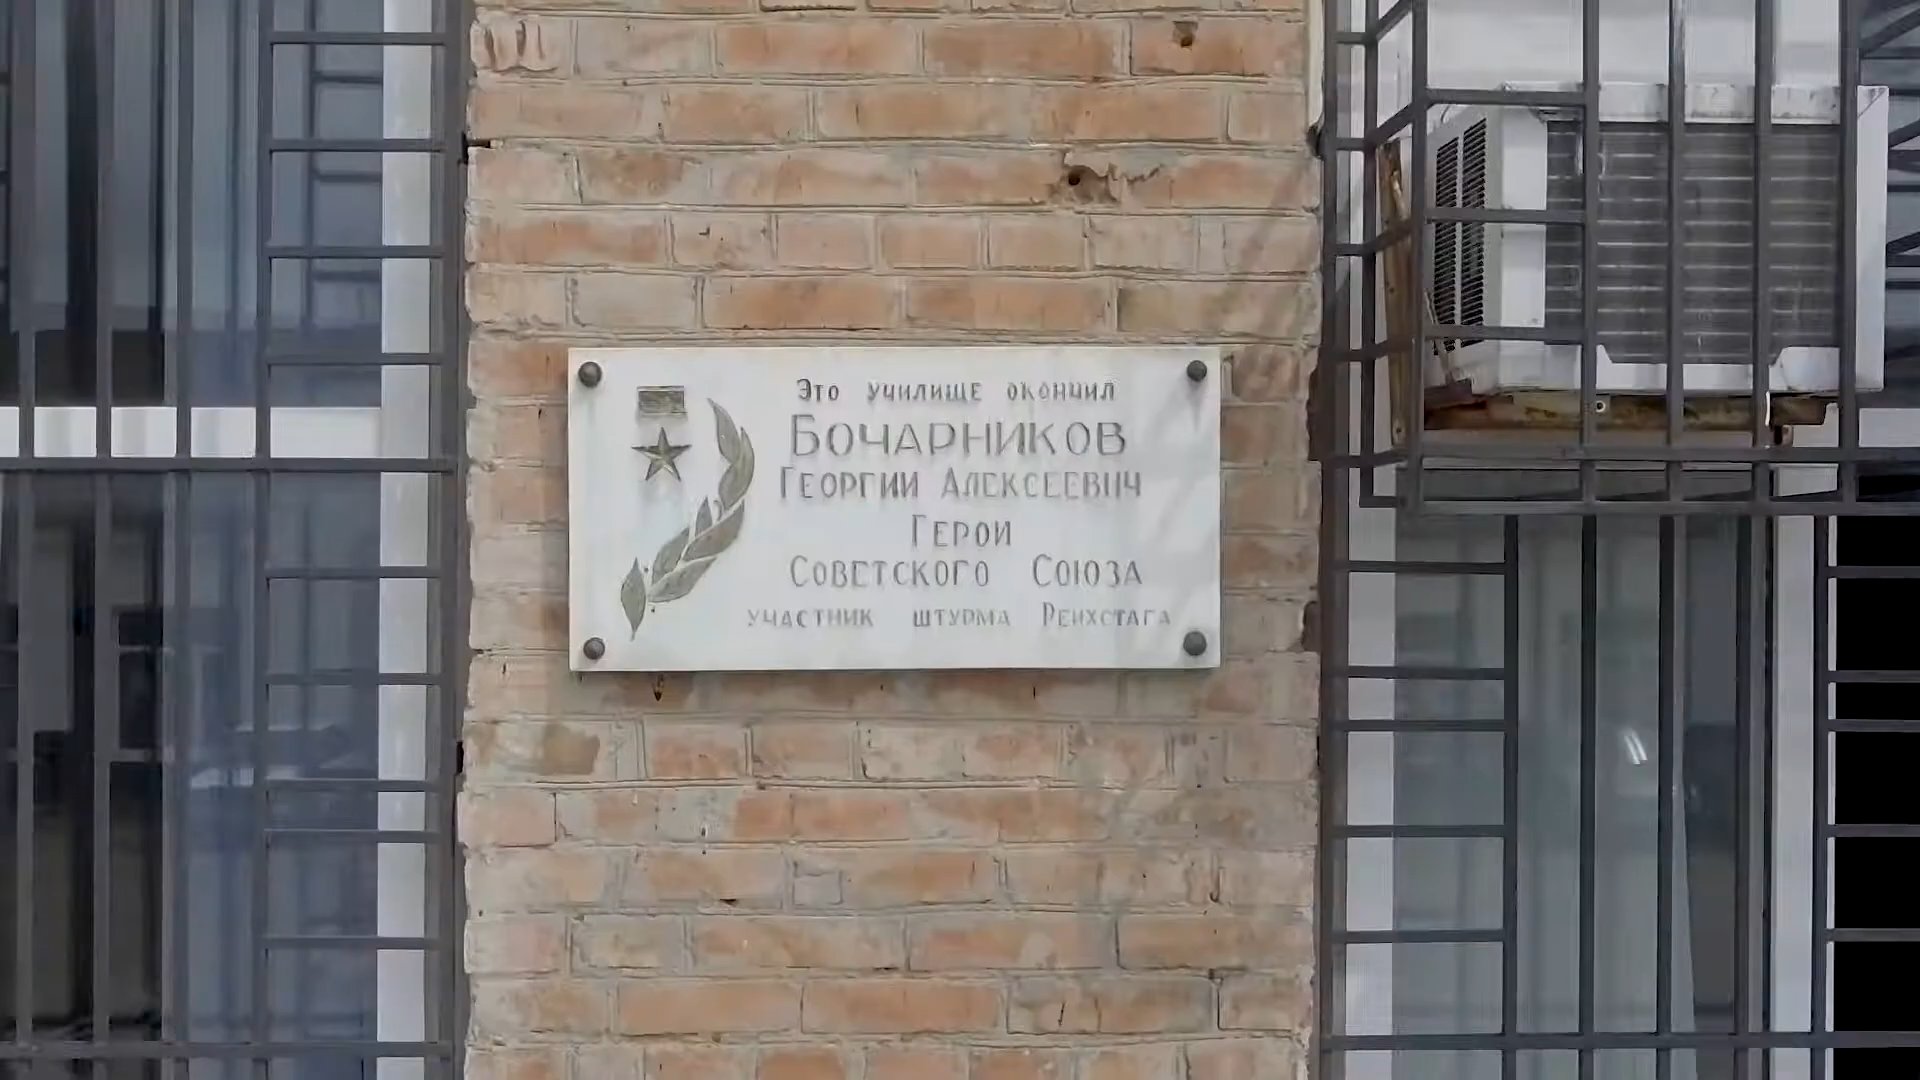 Это училище окончил
Бочарников
Георгий Алексеевич
Герой
Советского Союза
участник штурма Рейхстага